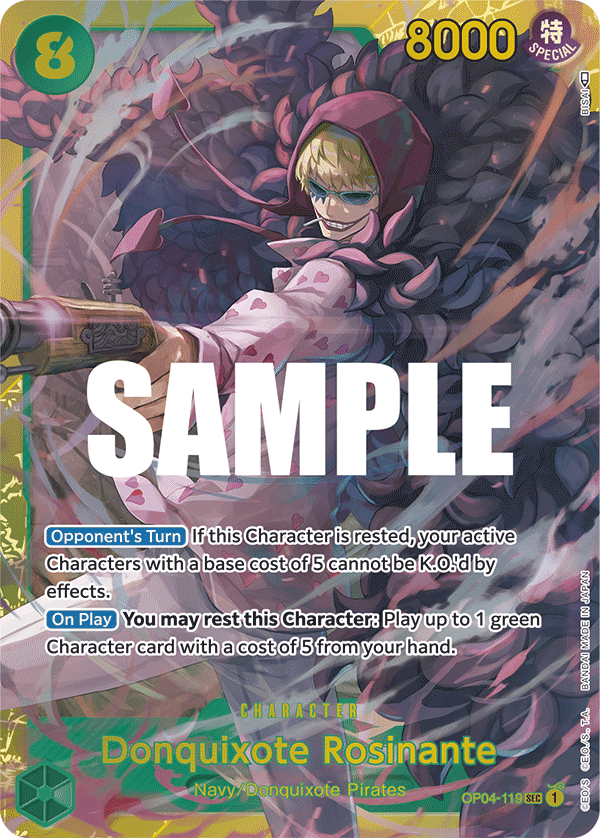 8
8000
特
SPECIAL
BISAI
SAMPLE
Opponent's Turn If this Character is rested, your active
Characters with a base cost of 5 cannot be K.O.'d by
effects.
On Play You may rest this Character: Play up to 1 green
Character card with a cost of 5 from your hand.
CHARACTER
Donquixote Rosinante
Navy/Donquixote Pirates
OP04-119 SEC 1
©E.O/S ©E.O./S., T.A. BANDAI MADE IN JAPAN